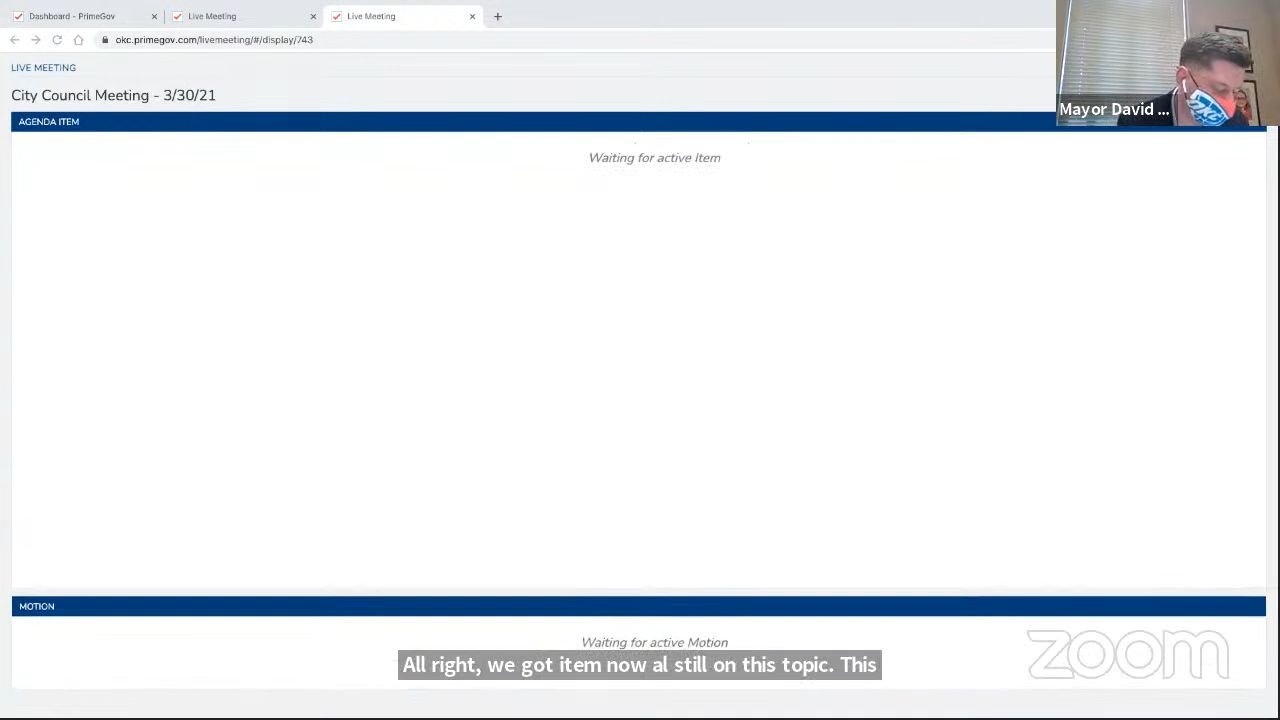 Dashboard - PrimeGov
Live Meeting
Live Meeting
okc.primegov.com/livemeeting/#/display/743
LIVE MEETING
City Council Meeting - 3/30/21
Mayor David ...
AGENDA ITEM
Waiting for active Item
MOTION
Waiting for active Motion
All right, we got item now al still on this topic. This
zoom
OKC